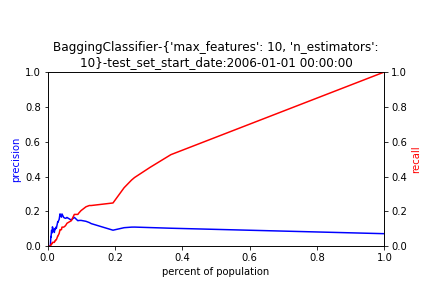 BaggingClassifier-{'max_features': 10, 'n_estimators':
10}-test_set_start_date:2006-01-01 00:00:00
1.0
0.8
0.6
0.4
0.2
0.0
precision
1.0
0.8
0.6
0.4
0.2
0.0
recall
0.0 0.2 0.4 0.6 0.8 1.0
percent of population